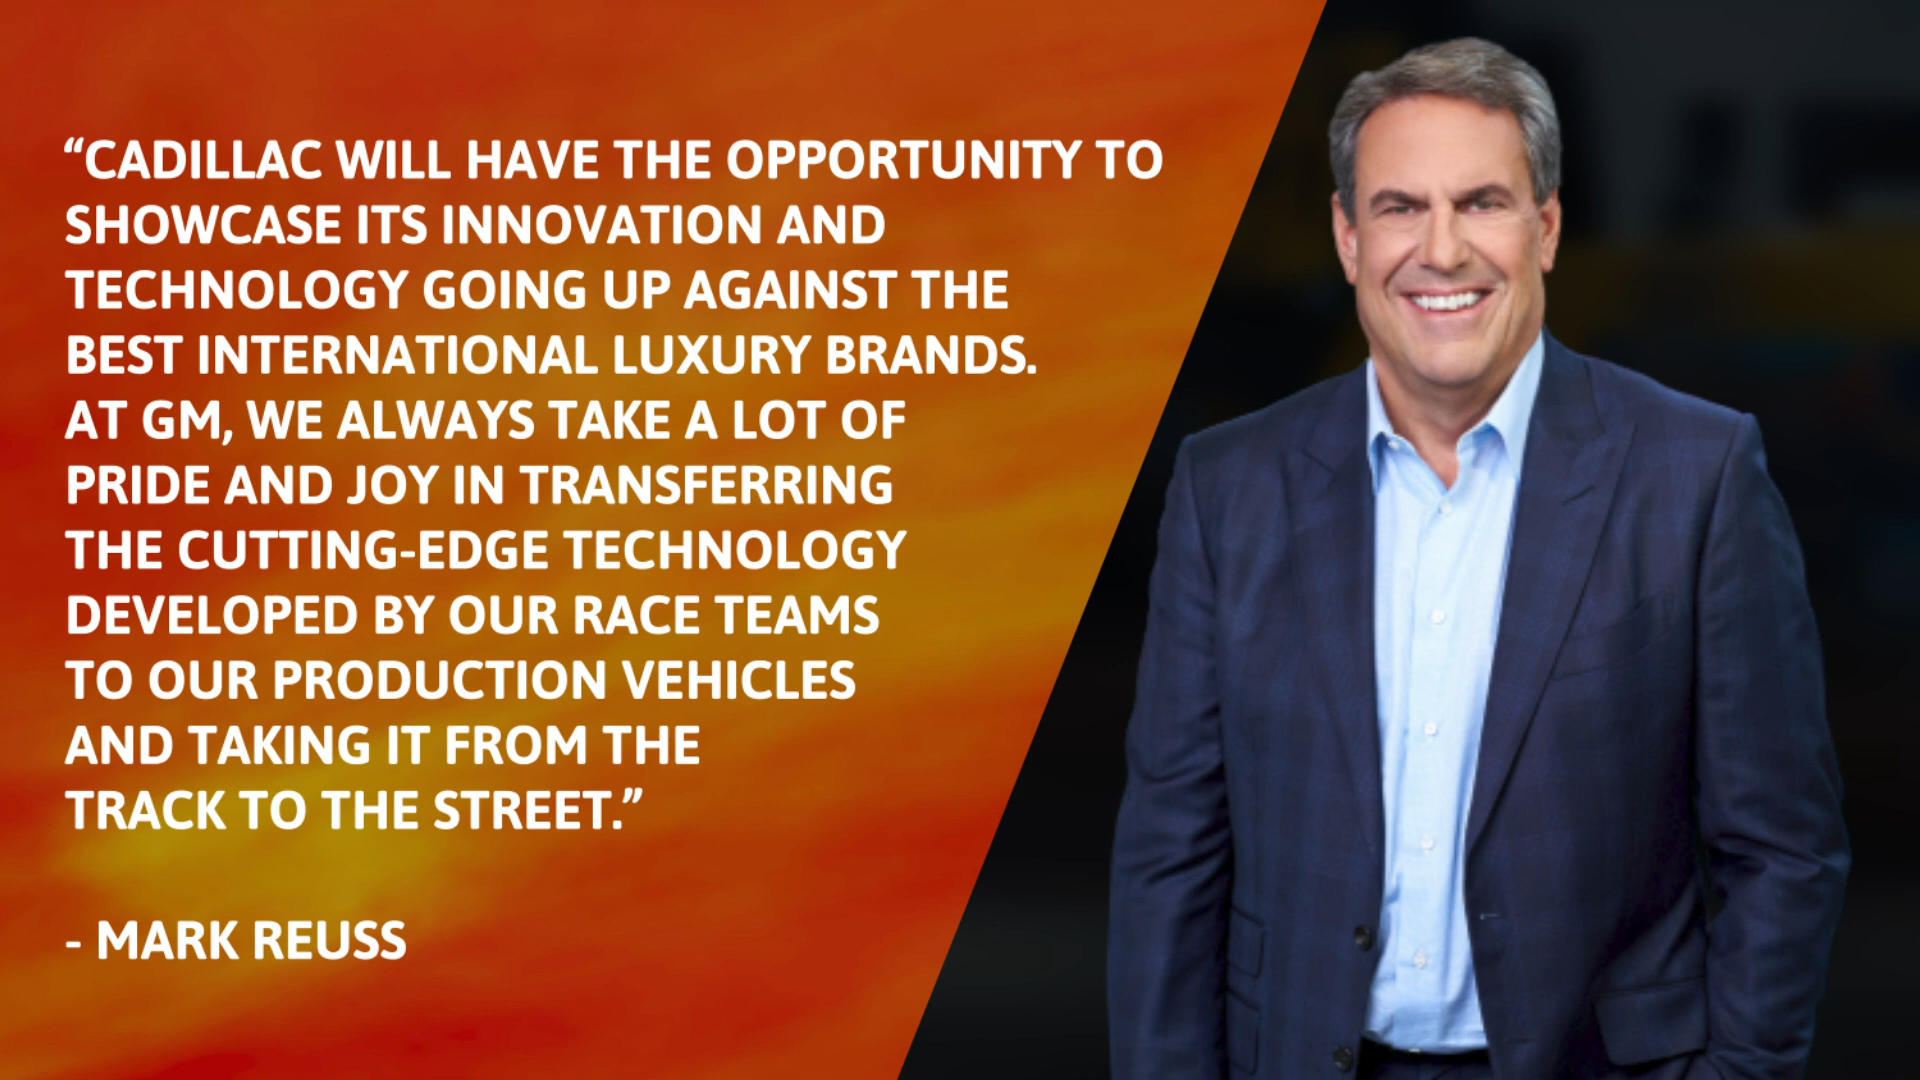 “CADILLAC WILL HAVE THE OPPORTUNITY TO
SHOWCASE ITS INNOVATION AND
TECHNOLOGY GOING UP AGAINST THE
BEST INTERNATIONAL LUXURY BRANDS.
AT GM, WE ALWAYS TAKE A LOT OF
PRIDE AND JOY IN TRANSFERRING
THE CUTTING-EDGE TECHNOLOGY
DEVELOPED BY OUR RACE TEAMS
TO OUR PRODUCTION VEHICLES
AND TAKING IT FROM THE
TRACK TO THE STREET.”
- MARK REUSS